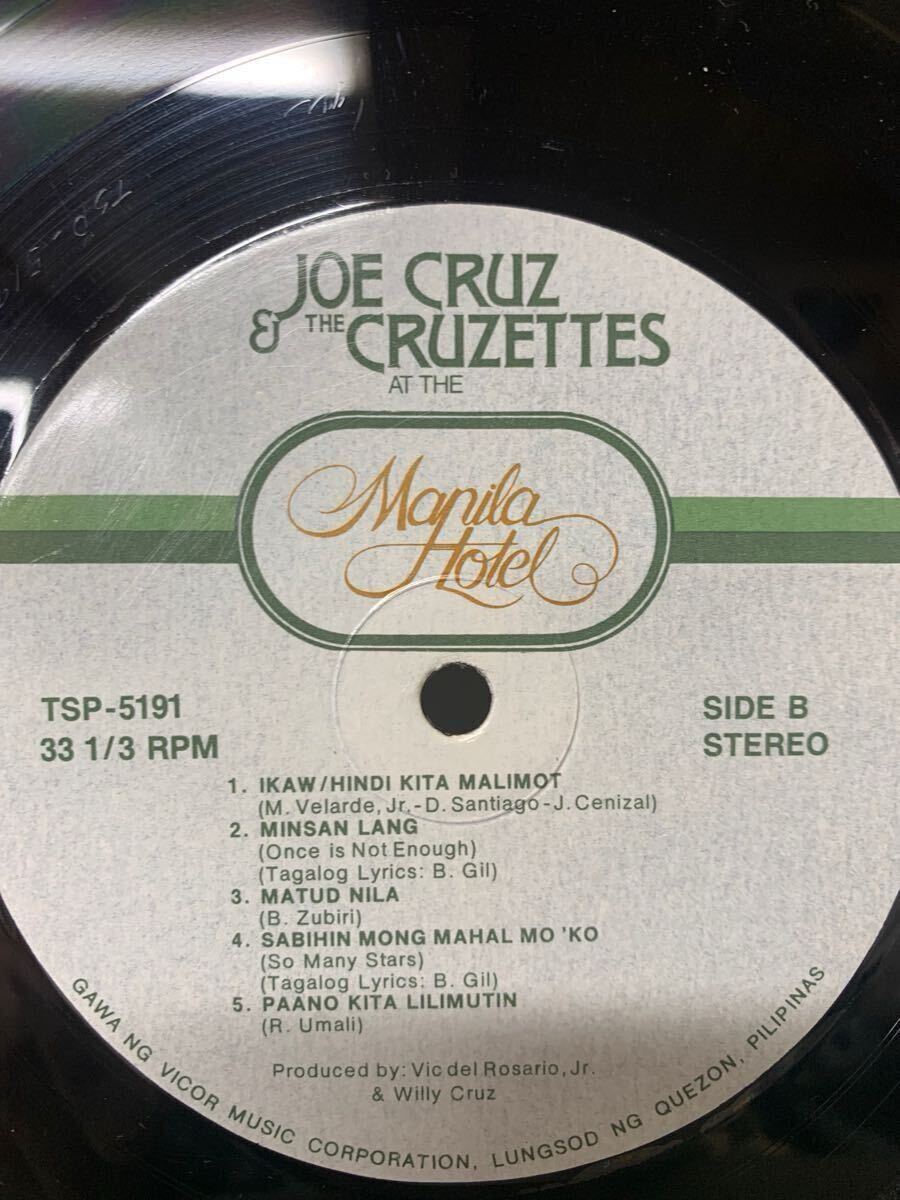 TSP-519
JOE CRUZ
& THE CRUZETTES
AT THE
Manila
Hotel
TSP-5191
33 1/3 RPM
SIDE B
STEREO
1. IKAW/HINDI KITA MALIMOT
(M. Velarde, Jr.-D. Santiago-J. Cenizal)
2. MINSAN LANG
(Once is Not Enough)
(Tagalog Lyrics: B. Gil)
3. MATUD NILA
(B. Zubiri)
4. SABIHIN MONG MAHAL MO 'KO
(So Many Stars)
(Tagalog Lyrics: B. Gil)
5. PAANO KITA LILIMUTIN
(R. Umali)
Produced by: Vic del Rosario, Jr.
& Willy Cruz
GAWA NG VICOR MUSIC CORPORATION, LUNGSOD NG QUEZON, PILIPINAS